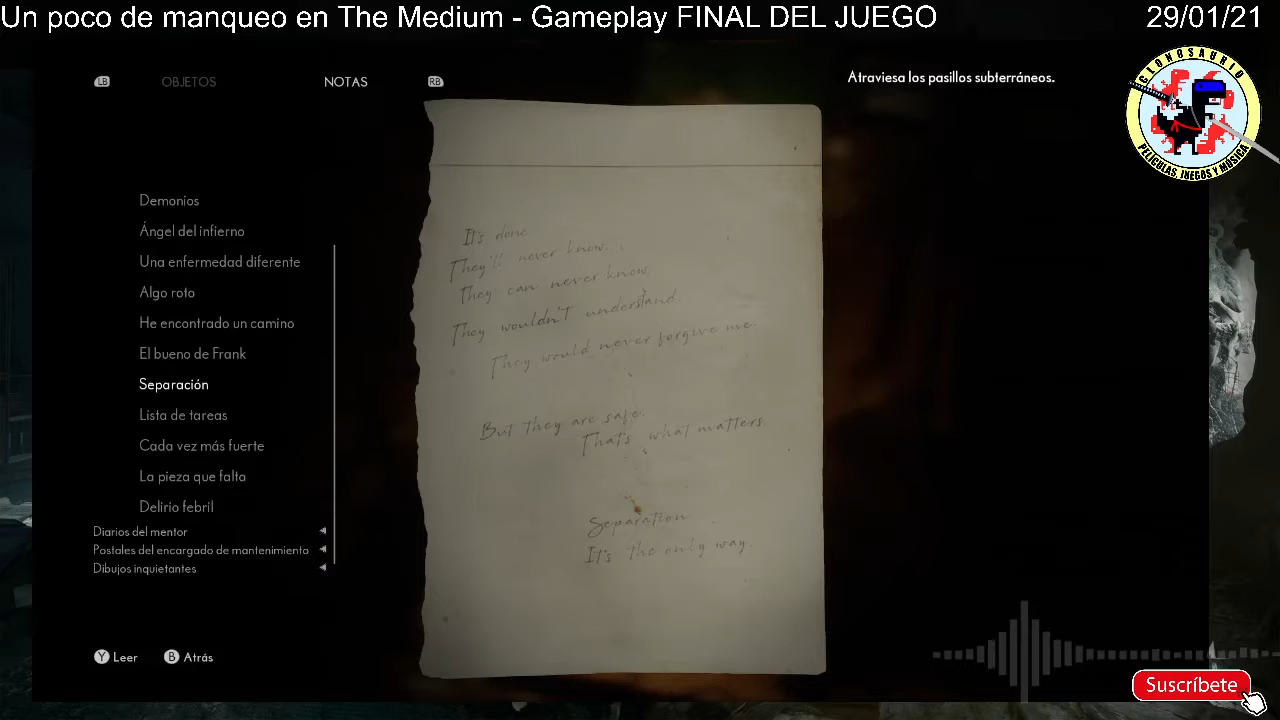 Un poco de manqueo en The Medium - Gameplay FINAL DEL JUEGO
29/01/21
LB
OBJETOS
NOTAS
RB
Atraviesa los pasillos subterráneos.
CLONOSAURIO
PELICULAS, JUEGOS Y MÚSICA
Demonios
Ángel del infierno
Una enfermedad diferente
Algo roto
He encontrado un camino
El bueno de Frank
Separación
Lista de tareas
Cada vez más fuerte
La pieza que falta
Delirio febril
Diarios del mentor
Postales del encargado de mantenimiento
Dibujos inquietantes
It's done.
They'll never know.
They can never know.
They wouldn't understand.
They would never forgive me.
But they are safe.
That's what matters.
Separation
It's the only way.
Y Leer
B Atrás
Suscríbete